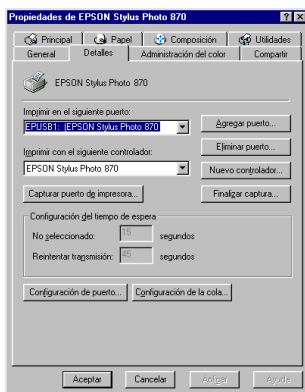 Propiedades de EPSON Stylus Photo 870
Principal Papel Composición Utilidades
General Detalles Administración del color Compartir
EPSON Stylus Photo 870
Imprimir en el siguiente puerto:
EPUSB1: (EPSON Stylus Photo 870
Agregar puerto...
Eliminar puerto...
Imprimir con el siguiente controlador:
EPSON Stylus Photo 870
Nuevo controlador...
Capturar puerto de impresora...
Finalizar captura...
Configuración del tiempo de espera
No seleccionado: 15 segundos
Reintentar transmisión: 45 segundos
Configuración de puerto... Configuración de la cola...
Aceptar Cancelar Aplicar Ayuda